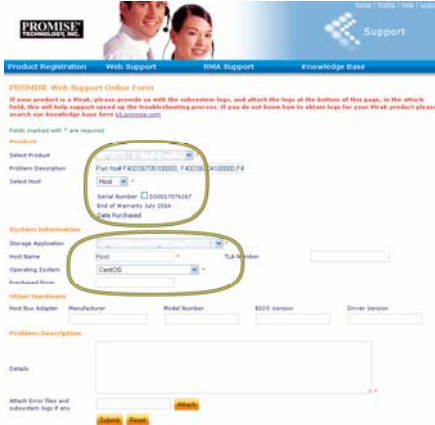 Home | Profile | Help | Logout
PROMISE®
TECHNOLOGY, INC.
Support
Product Registration Web Support RMA Support Knowledge Base
PROMISE Web Support Online Form
If your product is a Vtrak, please provide us with the subsystem logs, and attach the logs at the bottom of this page, in the attach
field, this will help support speed up the troubleshooting process. If you do not know how to obtain logs for your Vtrak product please
search our knowledge base here kb.promise.com
Fields marked with * are required
Product
Select Product *
Problem Description Part No#
Select Host Host *
Serial Number
End of Warranty July 2014
Date Purchased
System Information
Storage Application *
Host Name Host * TLA Number
Operating System CentOS *
Purchased From
Other Hardware
Host Bus Adapter Manufacturer Model Number BIOS Version Driver Version
Problem Description
Details *
Attach Error files and Attach
subsystem logs if any
Submit Reset